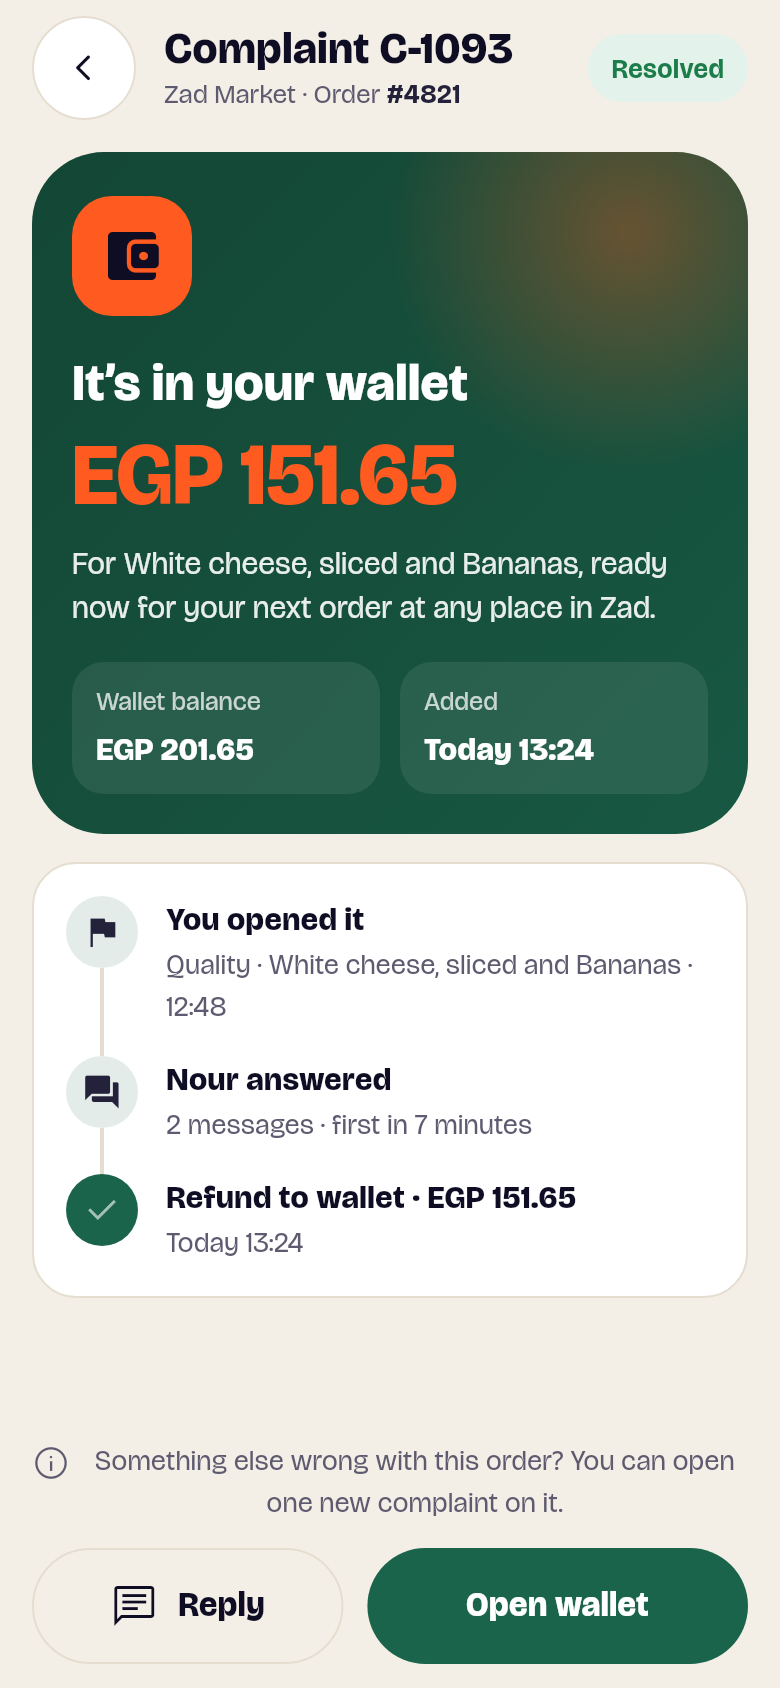 Complaint C-1093
Zad Market · Order #4821
Resolved
It's in your wallet
EGP 151.65
For White cheese, sliced and Bananas, ready
now for your next order at any place in Zad.
Wallet balance
EGP 201.65
Added
Today 13:24
You opened it
Quality · White cheese, sliced and Bananas ·
12:48
Nour answered
2 messages · first in 7 minutes
Refund to wallet · EGP 151.65
Today 13:24
Something else wrong with this order? You can open
one new complaint on it.
Reply
Open wallet